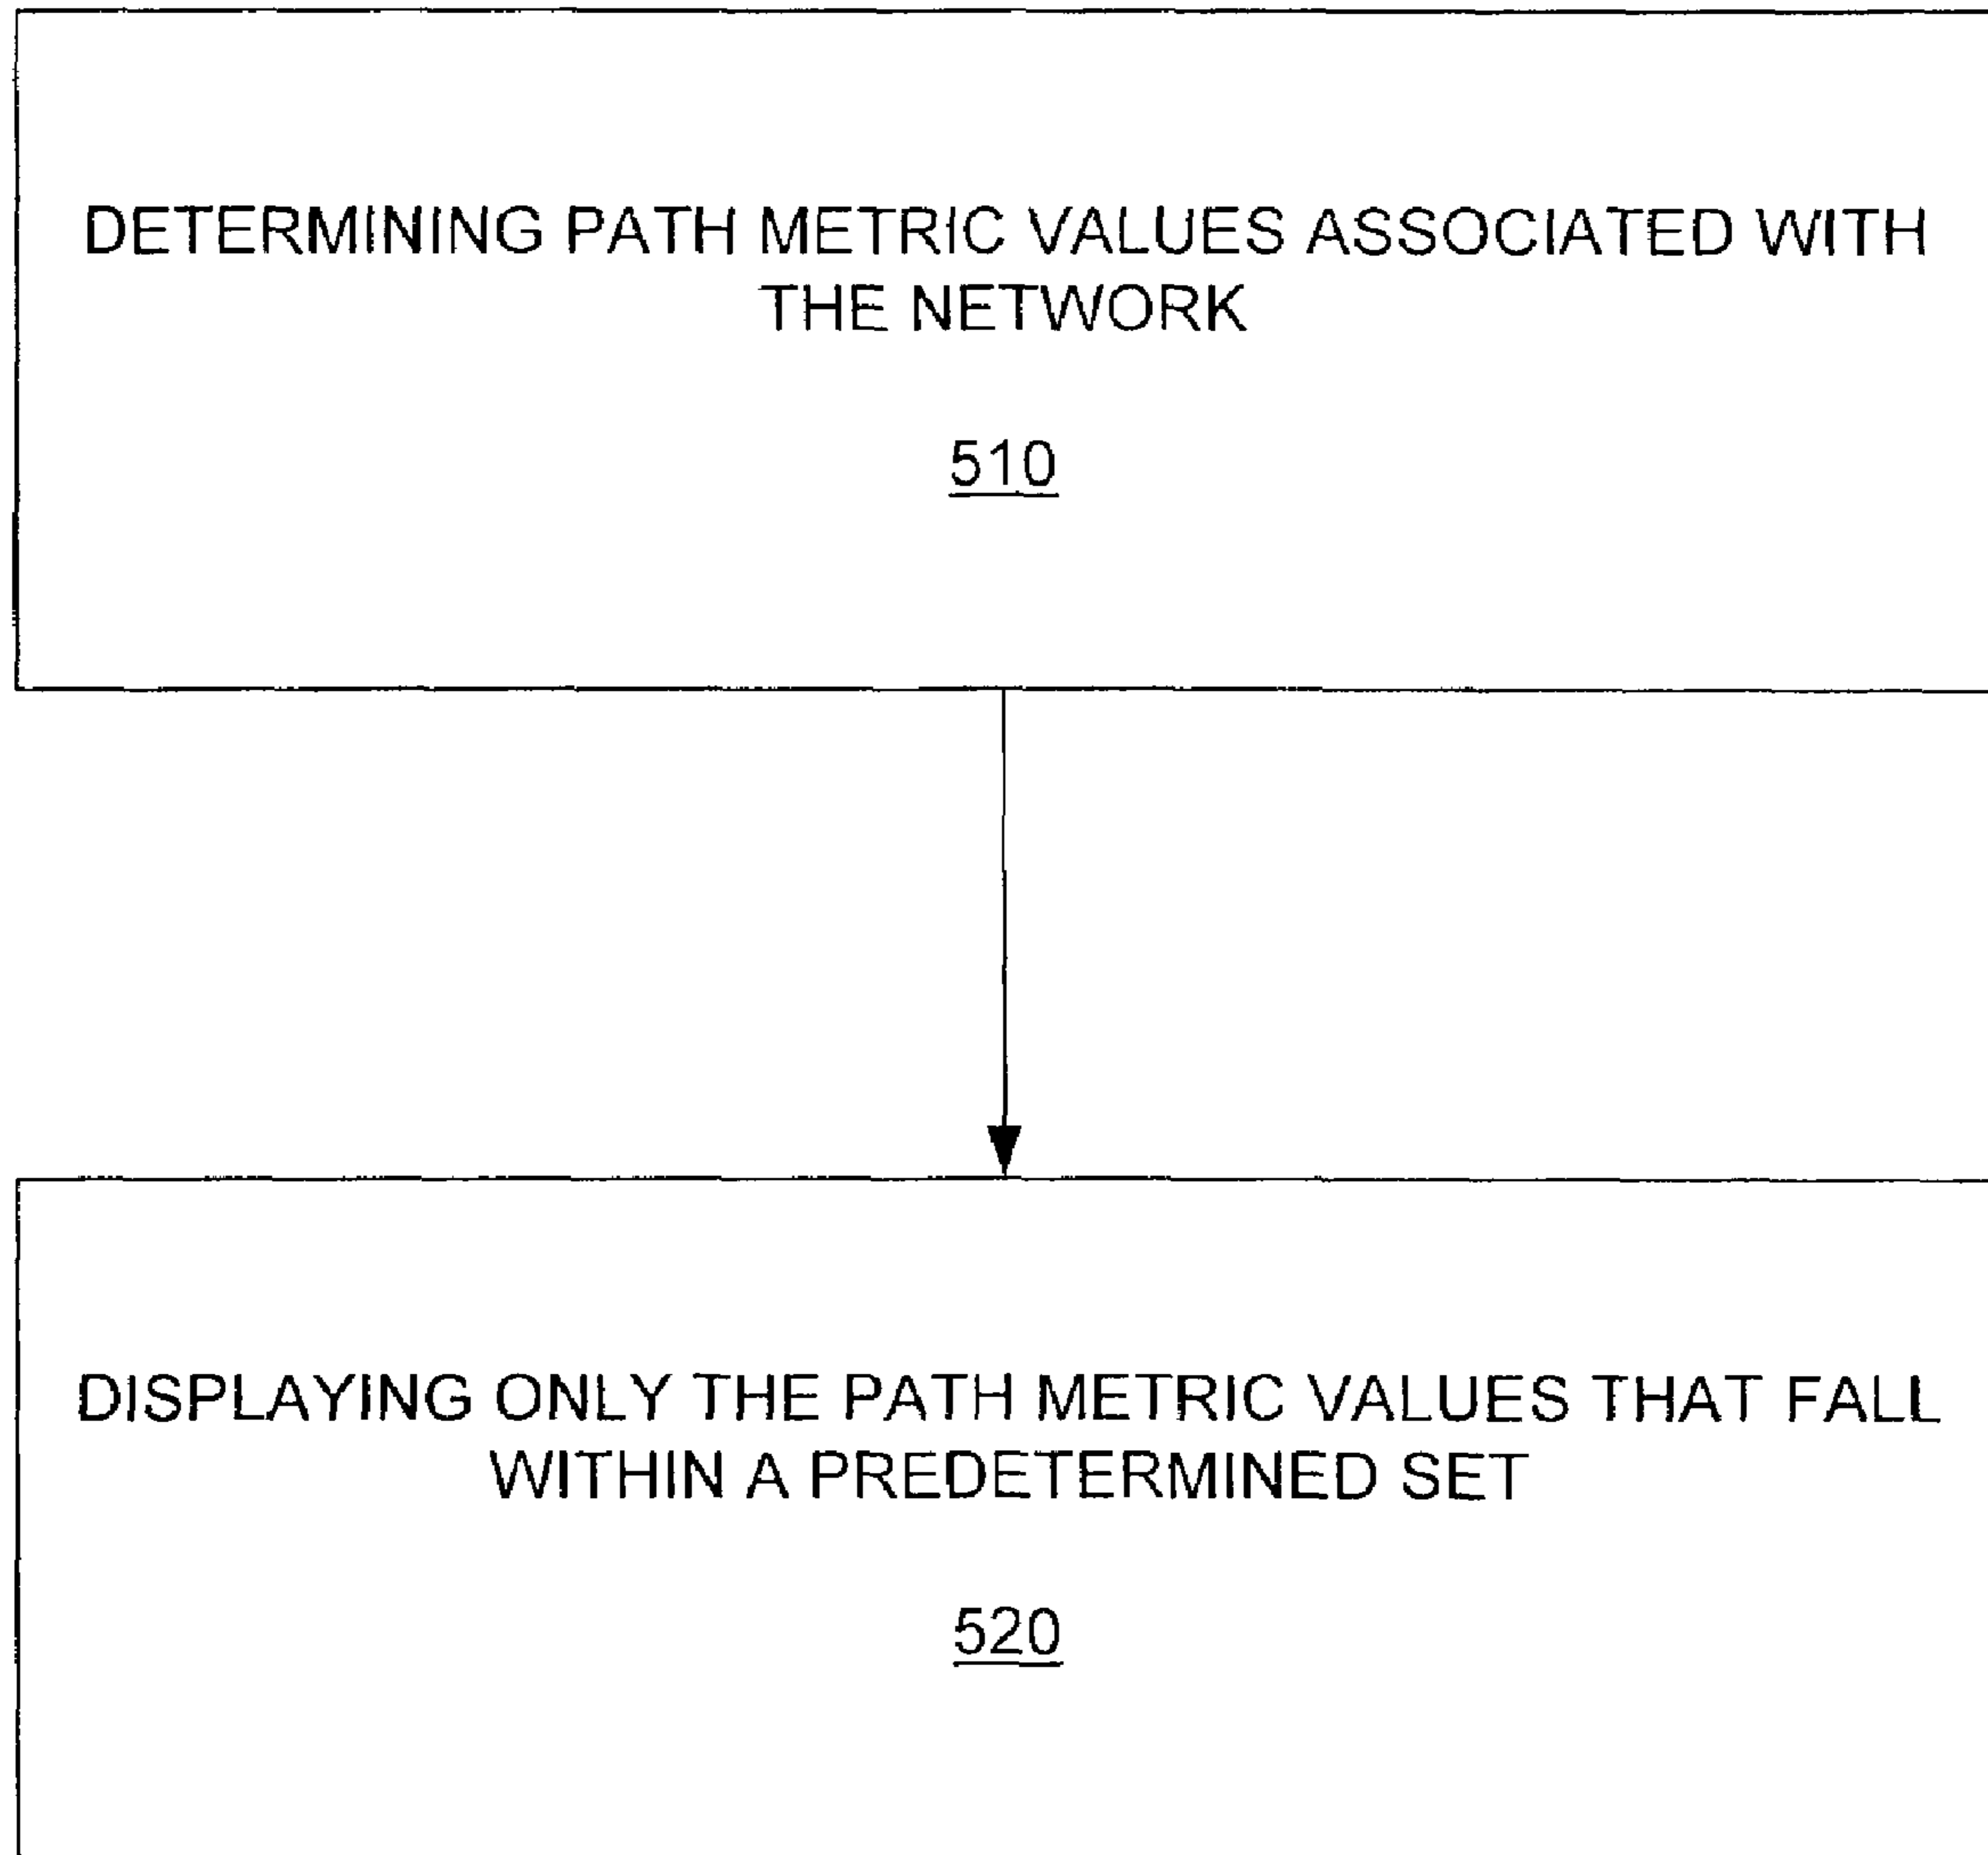 DETERMINING PATH METRIC VALUES ASSOCIATED WITH
THE NETWORK
510
DISPLAYING ONLY THE PATH METRIC VALUES THAT FALL
WITHIN A PREDETERMINED SET
520